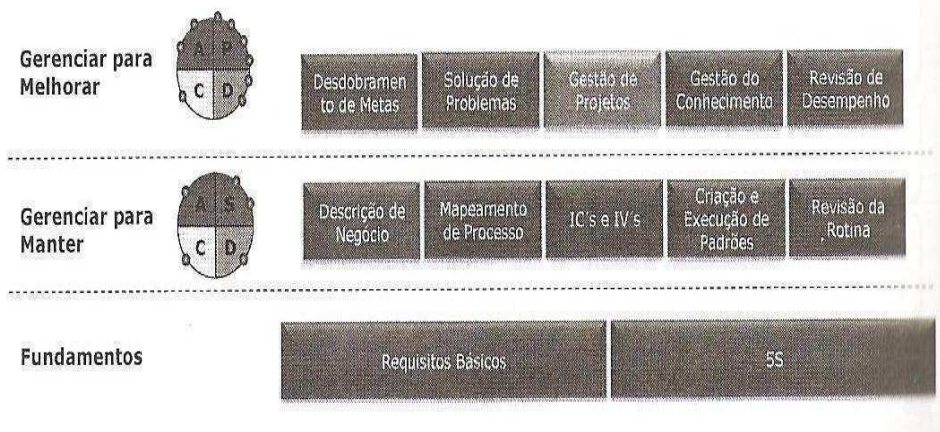 Gerenciar para
Melhorar
A P
C D
Desdobramen
to de Metas
Solução de
Problemas
Gestão de
Projetos
Gestão do
Conhecimento
Revisão de
Desempenho
Gerenciar para
Manter
A S
C D
Descrição de
Negócio
Mapeamento
de Processo
IC's e IV's
Criação e
Execução de
Padrões
Revisão da
Rotina
Fundamentos
Requisitos Básicos
5S